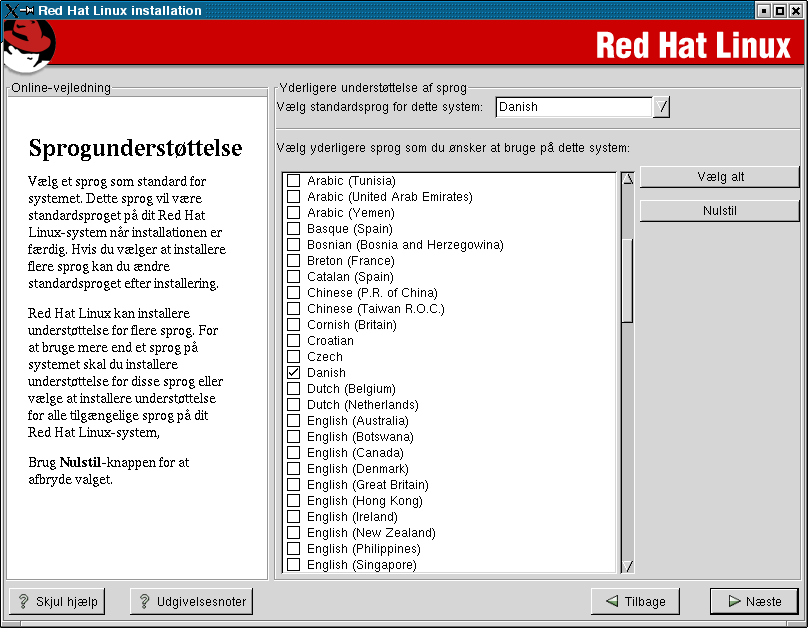 Red Hat Linux installation
Red Hat Linux
Online-vejledning
Sprogunderstøttelse
Vælg et sprog som standard for
systemet. Dette sprog vil være
standardsproget på dit Red Hat
Linux-system når installationen er
færdig. Hvis du vælger at installere
flere sprog kan du ændre
standardsproget efter installering.
Red Hat Linux kan installere
understøttelse for flere sprog. For
at bruge mere end et sprog på
systemet skal du installere
understøttelse for disse sprog eller
vælge at installere understøttelse
for alle tilgængelige sprog på dit
Red Hat Linux-system,
Brug Nulstil-knappen for at
afbryde valget.
Yderligere understøttelse af sprog
Vælg standardsprog for dette system: Danish
Vælg yderligere sprog som du ønsker at bruge på dette system:
Arabic (Tunisia)
Arabic (United Arab Emirates)
Arabic (Yemen)
Basque (Spain)
Bosnian (Bosnia and Herzegowina)
Breton (France)
Catalan (Spain)
Chinese (P.R. of China)
Chinese (Taiwan R.O.C.)
Cornish (Britain)
Croatian
Czech
Danish
Dutch (Belgium)
Dutch (Netherlands)
English (Australia)
English (Botswana)
English (Canada)
English (Denmark)
English (Great Britain)
English (Hong Kong)
English (Ireland)
English (New Zealand)
English (Philippines)
English (Singapore)
Vælg alt
Nulstil
Skjul hjælp
Udgivelsesnoter
Tilbage
Næste